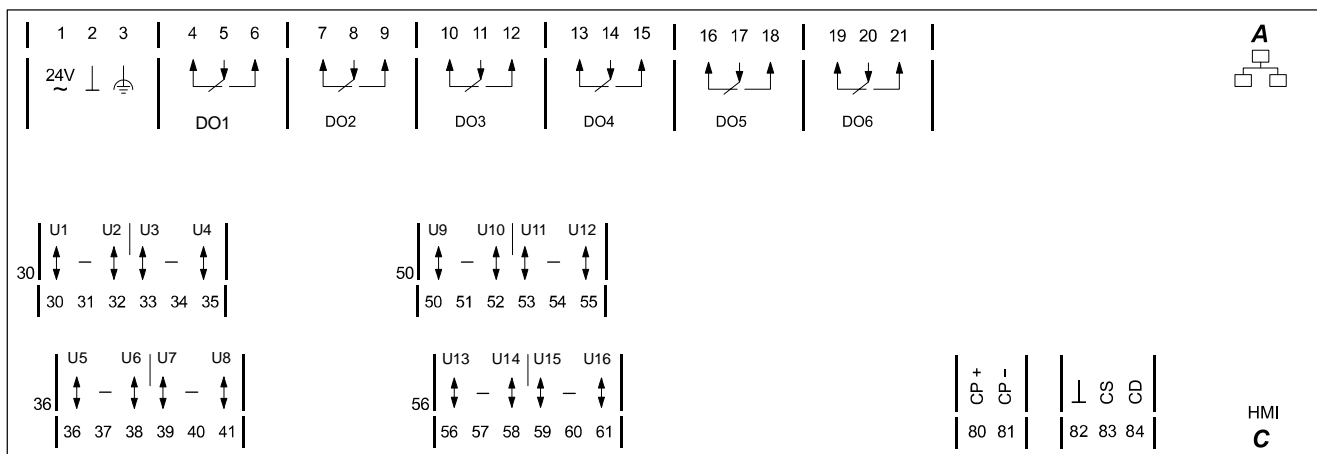 1 2 3 4 5 6 7 8 9 10 11 12 13 14 15 16 17 18 19 20 21 A
24V
~
DO1 DO2 DO3 DO4 DO5 DO6
U1 U2 U3 U4 U9 U10 U11 U12
– – – –
30 50
30 31 32 33 34 35 50 51 52 53 54 55
U5 U6 U7 U8 U13 U14 U15 U16
– – – –
36 56
CP + CP – ⊥ CS CD
36 37 38 39 40 41 56 57 58 59 60 61 80 81 82 83 84
HMI
C